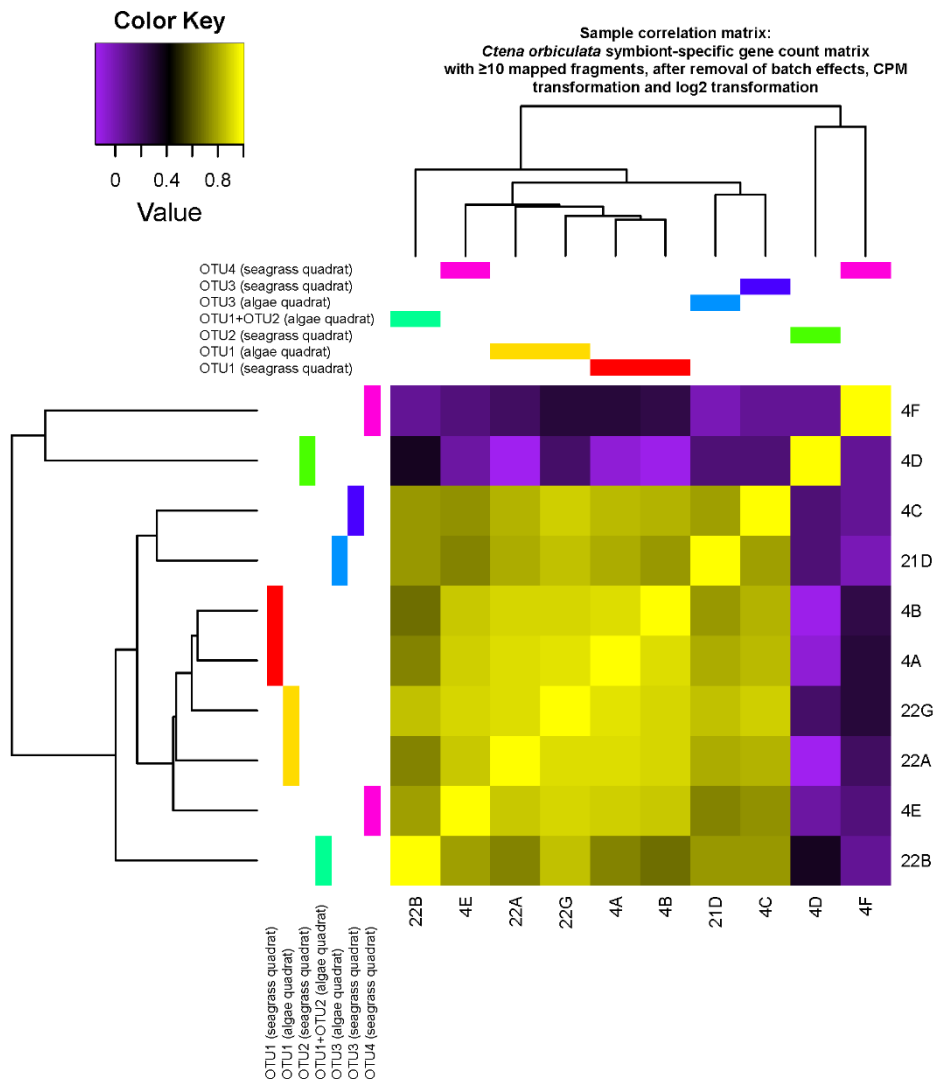 Color Key
0 0.4 0.8
Value
Sample correlation matrix:
Ctena orbiculata symbiont-specific gene count matrix
with ≥10 mapped fragments, after removal of batch effects, CPM
transformation and log2 transformation
OTU4 (seagrass quadrat)
OTU3 (seagrass quadrat)
OTU3 (algae quadrat)
OTU1+OTU2 (algae quadrat)
OTU2 (seagrass quadrat)
OTU1 (algae quadrat)
OTU1 (seagrass quadrat)
4F
4D
4C
21D
4B
4A
22G
22A
4E
22B
22B 4E 22A 22G 4A 4B 21D 4C 4D 4F
OTU1 (seagrass quadrat)
OTU1 (algae quadrat)
OTU2 (seagrass quadrat)
OTU1+OTU2 (algae quadrat)
OTU3 (algae quadrat)
OTU3 (seagrass quadrat)
OTU4 (seagrass quadrat)